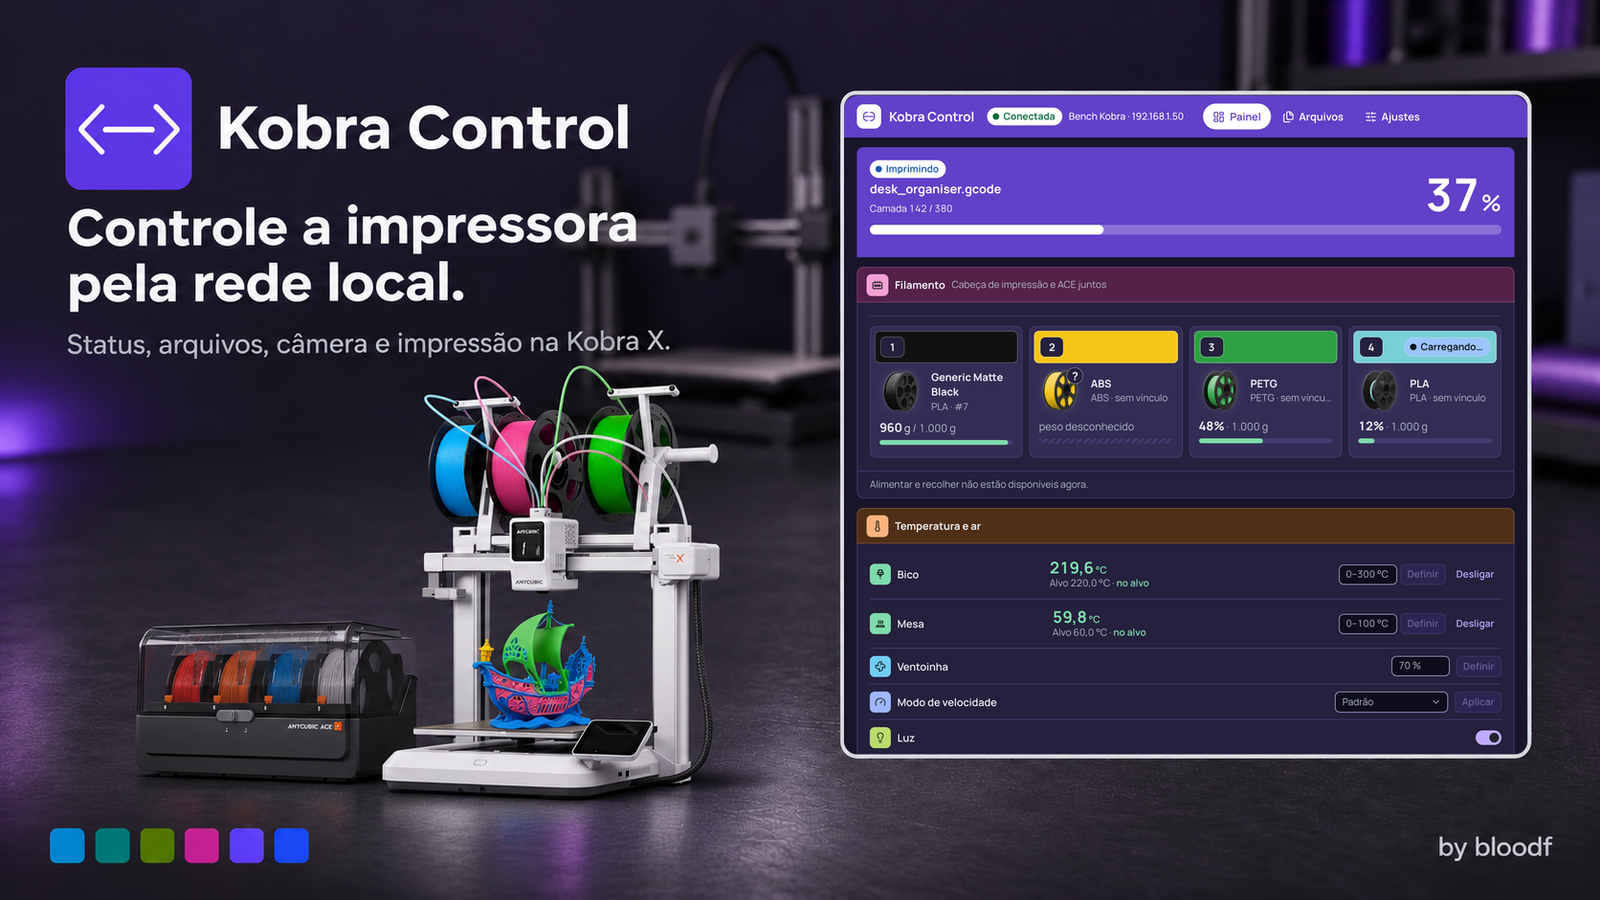 Kobra Control
Controle a impressora
pela rede local.
Status, arquivos, câmera e impressão na Kobra X.
ANYCUBIC
ANYCUBIC
X
ANYCUBIC ACE
by bloodf
Kobra Control
Conectada
Bench Kobra · 192.168.1.50
Painel
Arquivos
Ajustes
Imprimindo
desk_organiser.gcode
Camada 142 / 380
37%
Filamento Cabeça de impressão e ACE juntos
1
Generic Matte
Black
PLA · #7
960 g / 1.000 g
2
?
ABS
ABS · sem vínculo
peso desconhecido
3
PETG
PETG · sem víncu...
48% · 1.000 g
4
Carregando...
PLA
PLA · sem vínculo
12% · 1.000 g
Alimentar e recolher não estão disponíveis agora.
Temperatura e ar
Bico
219,6 °C
Alvo 220,0 °C · no alvo
0–300 °C
Definir
Desligar
Mesa
59,8 °C
Alvo 60,0 °C · no alvo
0–100 °C
Definir
Desligar
Ventoinha
70 %
Definir
Modo de velocidade
Padrão
Aplicar
Luz